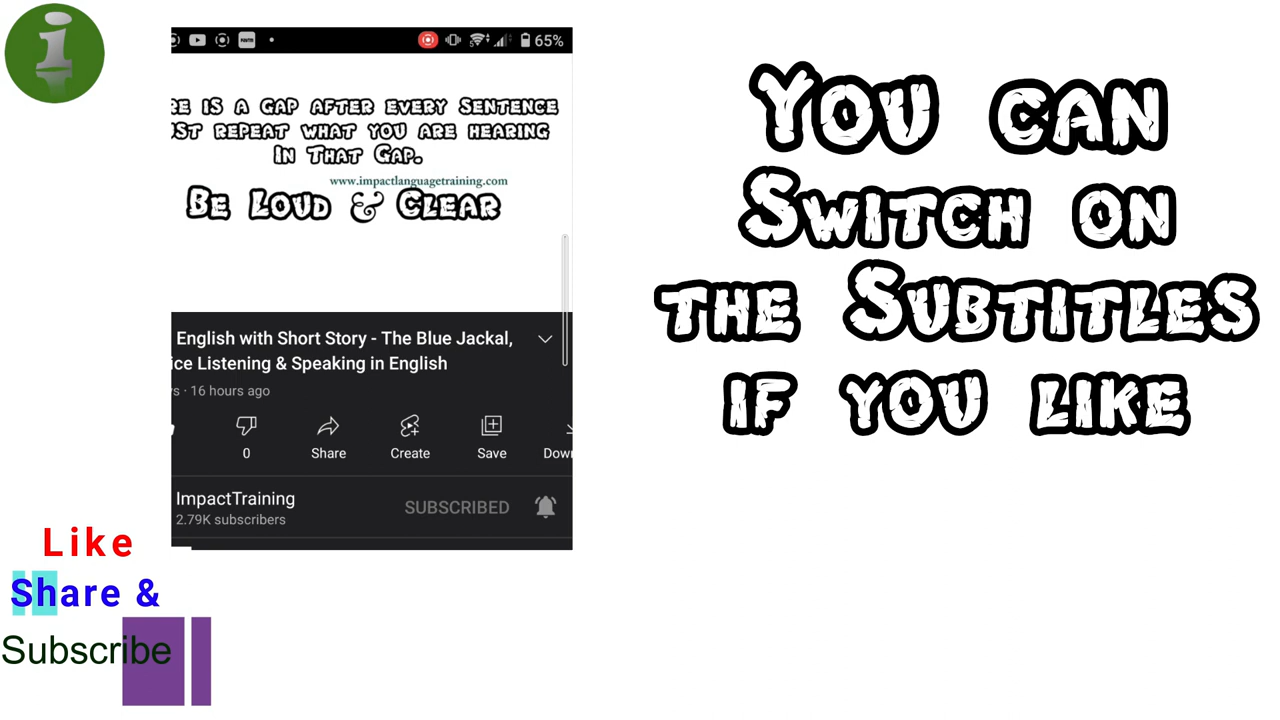 i
65%
RE IS A GAP AFTER EVERY SENTENCE
UST REPEAT WHAT YOU ARE HEARING
IN THAT GAP.
www.impactlanguagetraining.com
BE LOUD & CLEAR
English with Short Story - The Blue Jackal,
ice Listening & Speaking in English
s · 16 hours ago
0 Share Create Save Down
ImpactTraining
2.79K subscribers
SUBSCRIBED
YOU CAN
SWITCH ON
THE SUBTITLES
IF YOU LIKE
Like
Share &
Subscribe